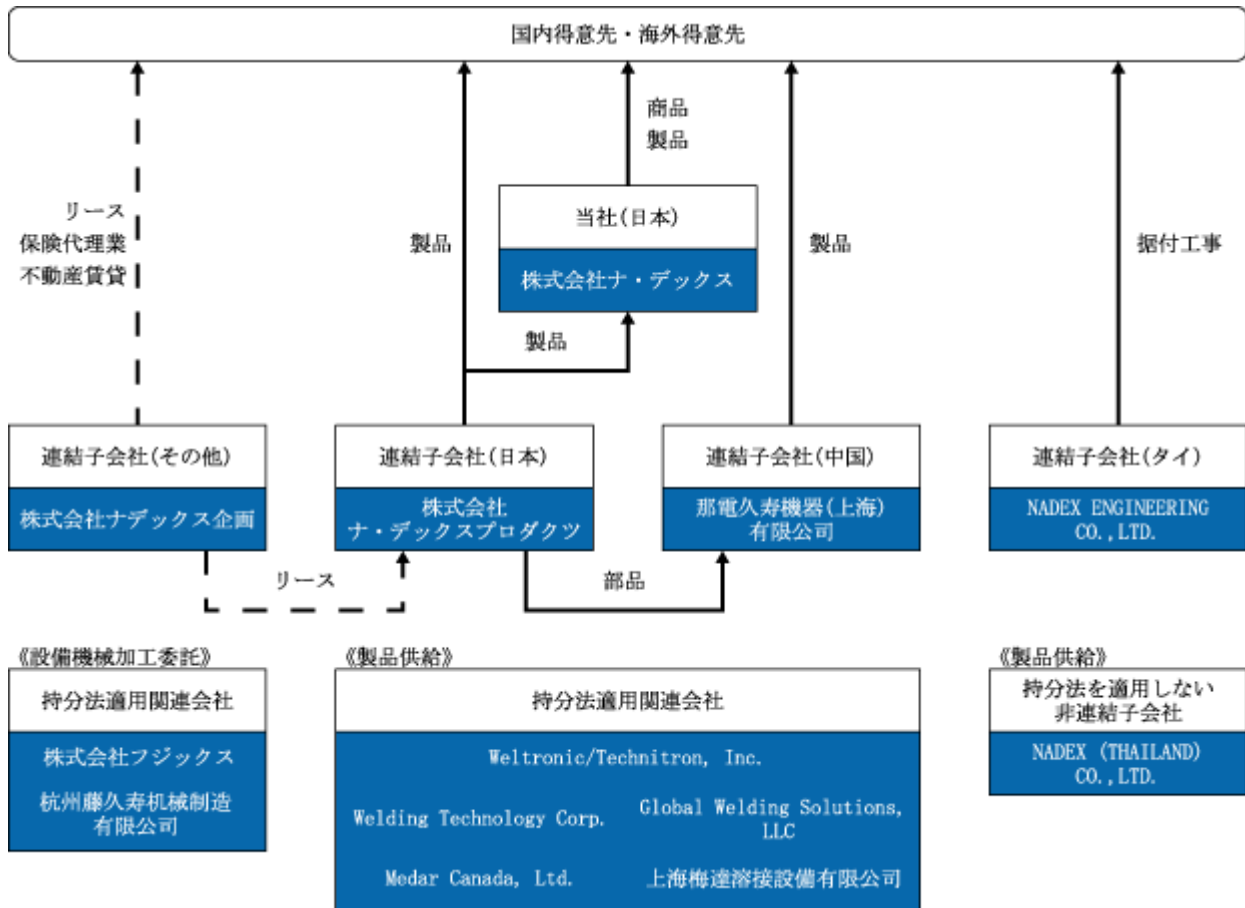 国内得意先・海外得意先
商品
製品
リース
保険代理業
不動産賃貸
製品
当社(日本)
株式会社ナ・デックス
製品
据付工事
製品
連結子会社(その他)
株式会社ナデックス企画
連結子会社(日本)
株式会社
ナ・デックスプロダクツ
連結子会社(中国)
那電久寿機器(上海)
有限公司
連結子会社(タイ)
NADEX ENGINEERING
CO.,LTD.
リース
部品
《設備機械加工委託》
持分法適用関連会社
株式会社フジックス
杭州藤久寿机械制造
有限公司
《製品供給》
持分法適用関連会社
Weltronic/Technitron, Inc.
Welding Technology Corp.
Global Welding Solutions,
LLC
Medar Canada, Ltd.
上海梅達溶接設備有限公司
《製品供給》
持分法を適用しない
非連結子会社
NADEX (THAILAND)
CO.,LTD.